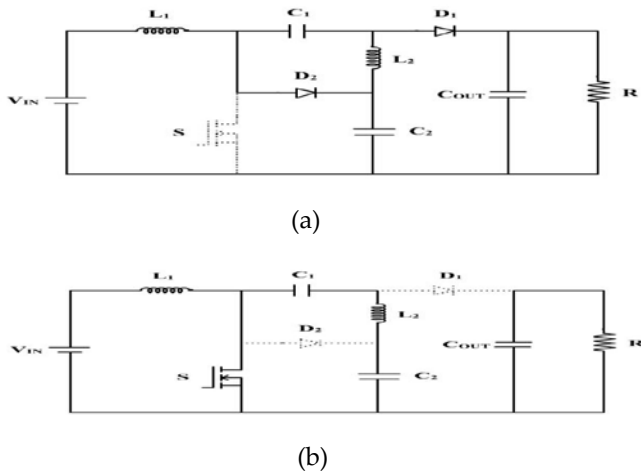 L1 C1 D1
L2
D2
VIN COUT R
S C2
(a)
L1 C1 D1
L2
D2
VIN COUT R
S C2
(b)